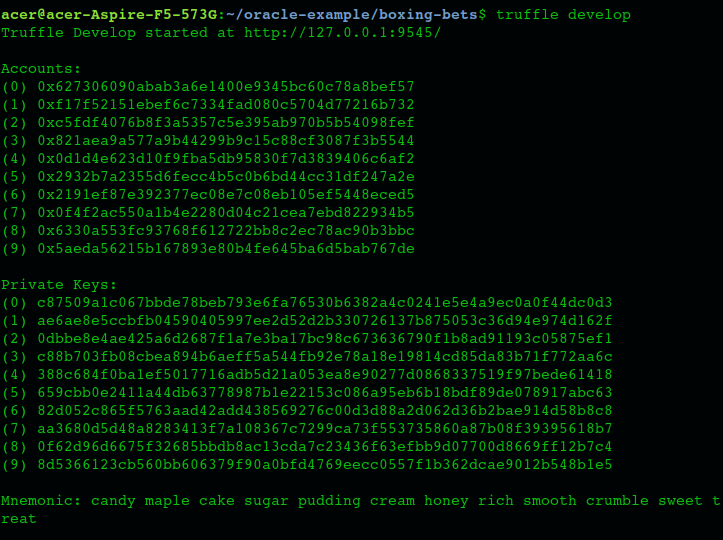 acer@acer-Aspire-F5-573G:~/oracle-example/boxing-bets$ truffle develop
Truffle Develop started at http://127.0.0.1:9545/
Accounts:
(0) 0x627306090abab3a6e1400e9345bc60c78a8bef57
(1) 0xf17f52151ebef6c7334fad080c5704d77216b732
(2) 0xc5fdf4076b8f3a5357c5e395ab970b5b54098fef
(3) 0x821aea9a577a9b44299b9c15c88cf3087f3b5544
(4) 0x0d1d4e623d10f9fba5db95830f7d3839406c6af2
(5) 0x2932b7a2355d6fecc4b5c0b6bd44cc31df247a2e
(6) 0x2191ef87e392377ec08e7c08eb105ef5448eced5
(7) 0x0f4f2ac550a1b4e2280d04c21cea7ebd822934b5
(8) 0x6330a553fc93768f612722bb8c2ec78ac90b3bbc
(9) 0x5aeda56215b167893e80b4fe645ba6d5bab767de
Private Keys:
(0) c87509a1c067bbde78beb793e6fa76530b6382a4c0241e5e4a9ec0a0f44dc0d3
(1) ae6ae8e5ccbfb04590405997ee2d52d2b330726137b875053c36d94e974d162f
(2) 0dbbe8e4ae425a6d2687f1a7e3ba17bc98c673636790f1b8ad91193c05875ef1
(3) c88b703fb08cbea894b6aeff5a544fb92e78a18e19814cd85da83b71f772aa6c
(4) 388c684f0ba1ef5017716adb5d21a053ea8e90277d0868337519f97bede61418
(5) 659cbb0e2411a44db63778987b1e22153c086a95eb6b18bdf89de078917abc63
(6) 82d052c865f5763aad42add438569276c00d3d88a2d062d36b2bae914d58b8c8
(7) aa3680d5d48a8283413f7a108367c7299ca73f553735860a87b08f39395618b7
(8) 0f62d96d6675f32685bbdb8ac13cda7c23436f63efbb9d07700d8669ff12b7c4
(9) 8d5366123cb560bb606379f90a0bfd4769eecc0557f1b362dcae9012b548b1e5
Mnemonic: candy maple cake sugar pudding cream honey rich smooth crumble sweet t
reat